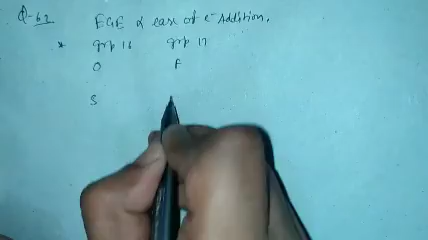 Q-62 EGE α ease of e⁻ Addition.
* grp 16 grp 17
O F
S